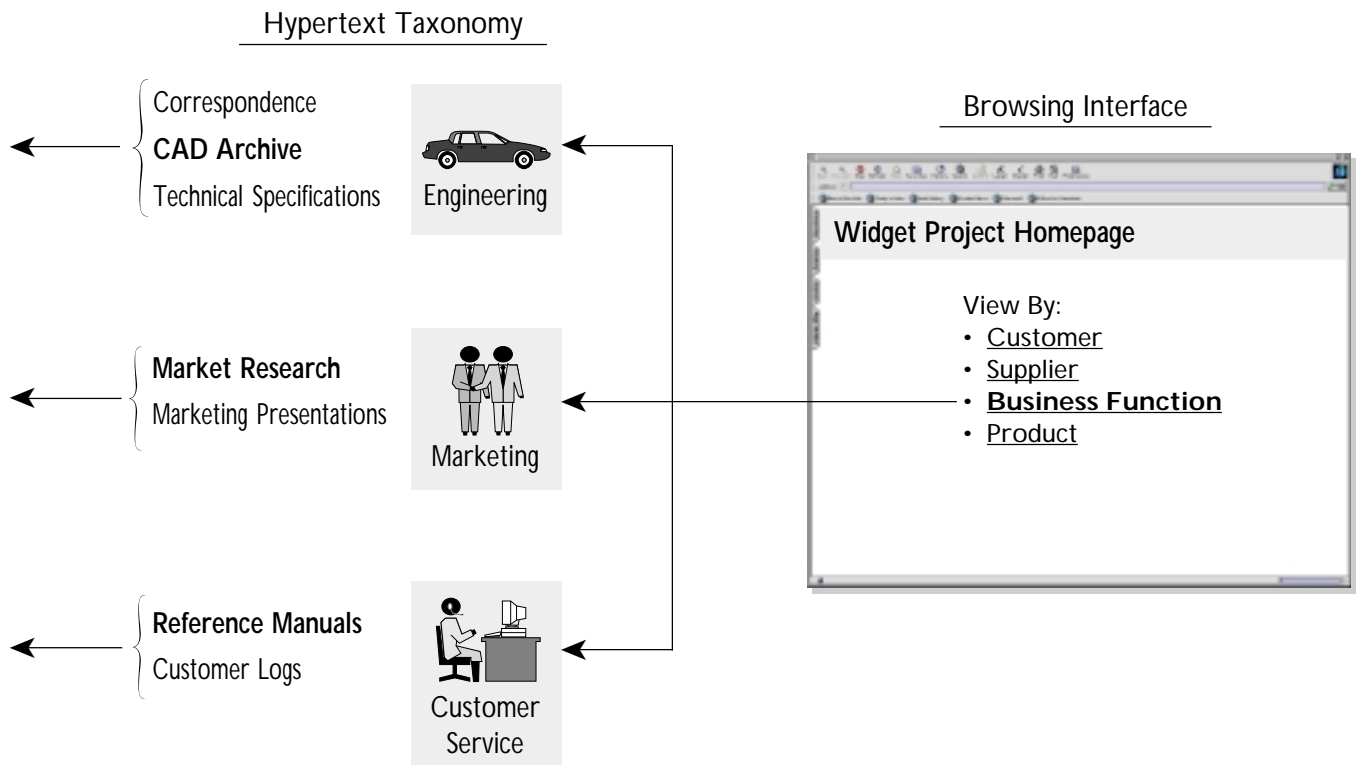 Hypertext Taxonomy
Correspondence
CAD Archive
Technical Specifications
Engineering
Market Research
Marketing Presentations
Marketing
Reference Manuals
Customer Logs
Customer
Service
Browsing Interface
Widget Project Homepage
View By:
• Customer
• Supplier
• Business Function
• Product